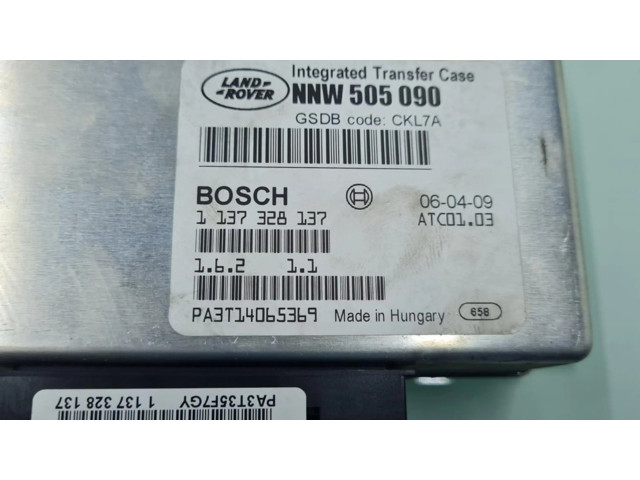 LAND-
-ROVER
Integrated Transfer Case
NNW 505 090
GSDB code: CKL7A
BOSCH
06-04-09
1 137 328 137
ATC01.03
1.6.2 1.1
PA3T14065369 Made in Hungary 658
PA3T35F7GY 1 137 328 137